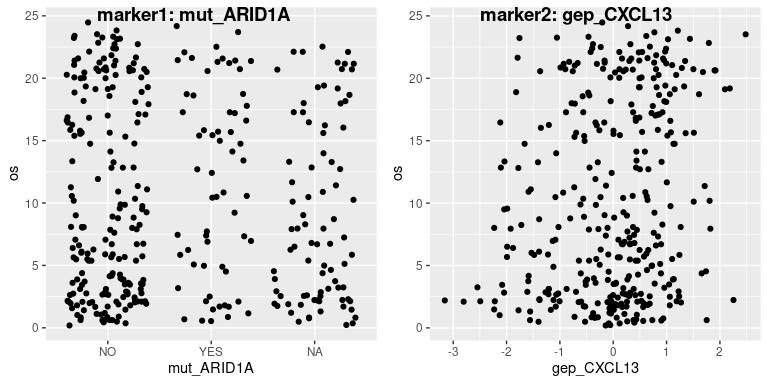 marker1: mut_ARID1A
25
20
15
10
5
0
os
NO
YES
NA
mut_ARID1A
marker2: gep_CXCL13
25
20
15
10
5
0
os
-3
-2
-1
0
1
2
gep_CXCL13